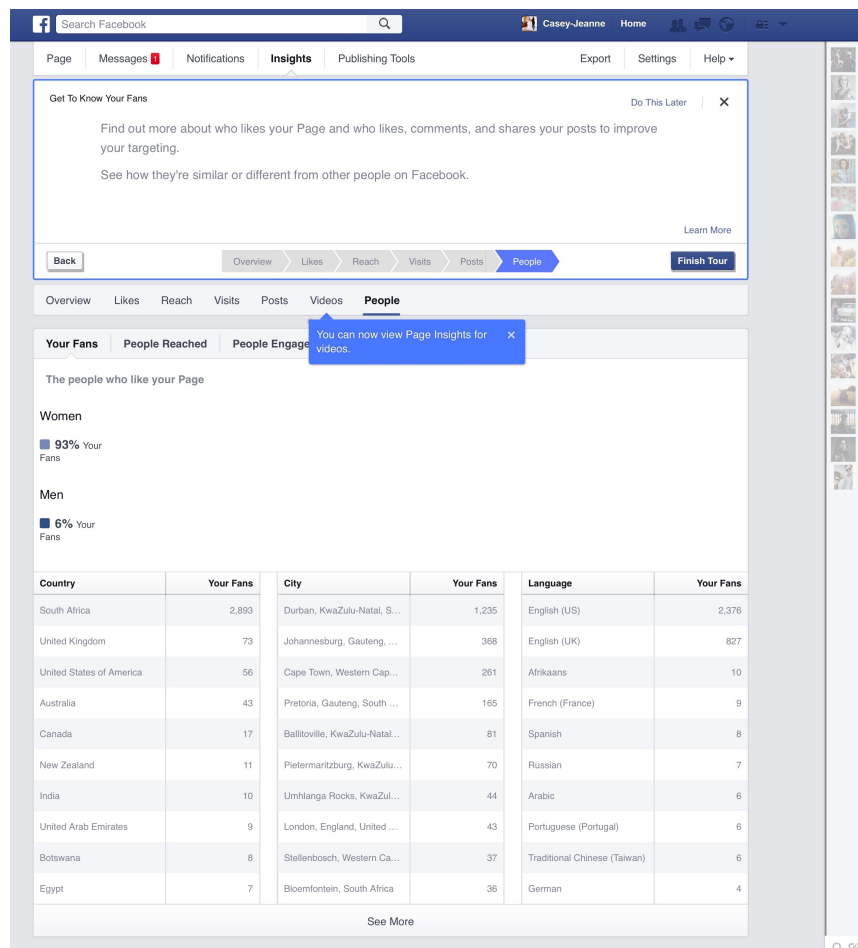 f Search Facebook Casey-Jeanne Home
Page Messages 1 Notifications Insights Publishing Tools Export Settings Help
Get To Know Your Fans Do This Later
Find out more about who likes your Page and who likes, comments, and shares your posts to improve
your targeting.
See how they're similar or different from other people on Facebook.
Learn More
Back Overview Likes Reach Visits Posts People Finish Tour
Overview Likes Reach Visits Posts Videos People
You can now view Page Insights for
videos.
Your Fans People Reached People Engage
The people who like your Page
Women
93% Your
Fans
Men
6% Your
Fans
Country Your Fans City Your Fans Language Your Fans
South Africa 2,893 Durban, KwaZulu-Natal, S... 1,235 English (US) 2,376
United Kingdom 73 Johannesburg, Gauteng, ... 368 English (UK) 827
United States of America 56 Cape Town, Western Cap... 261 Afrikaans 10
Australia 43 Pretoria, Gauteng, South ... 165 French (France) 9
Canada 17 Ballitoville, KwaZulu-Natal... 81 Spanish 8
New Zealand 11 Pietermaritzburg, KwaZulu... 70 Russian 7
India 10 Umhlanga Rocks, KwaZul... 44 Arabic 6
United Arab Emirates 9 London, England, United ... 43 Portuguese (Portugal) 6
Botswana 8 Stellenbosch, Western Ca... 37 Traditional Chinese (Taiwan) 6
Egypt 7 Bloemfontein, South Africa 36 German 4
See More